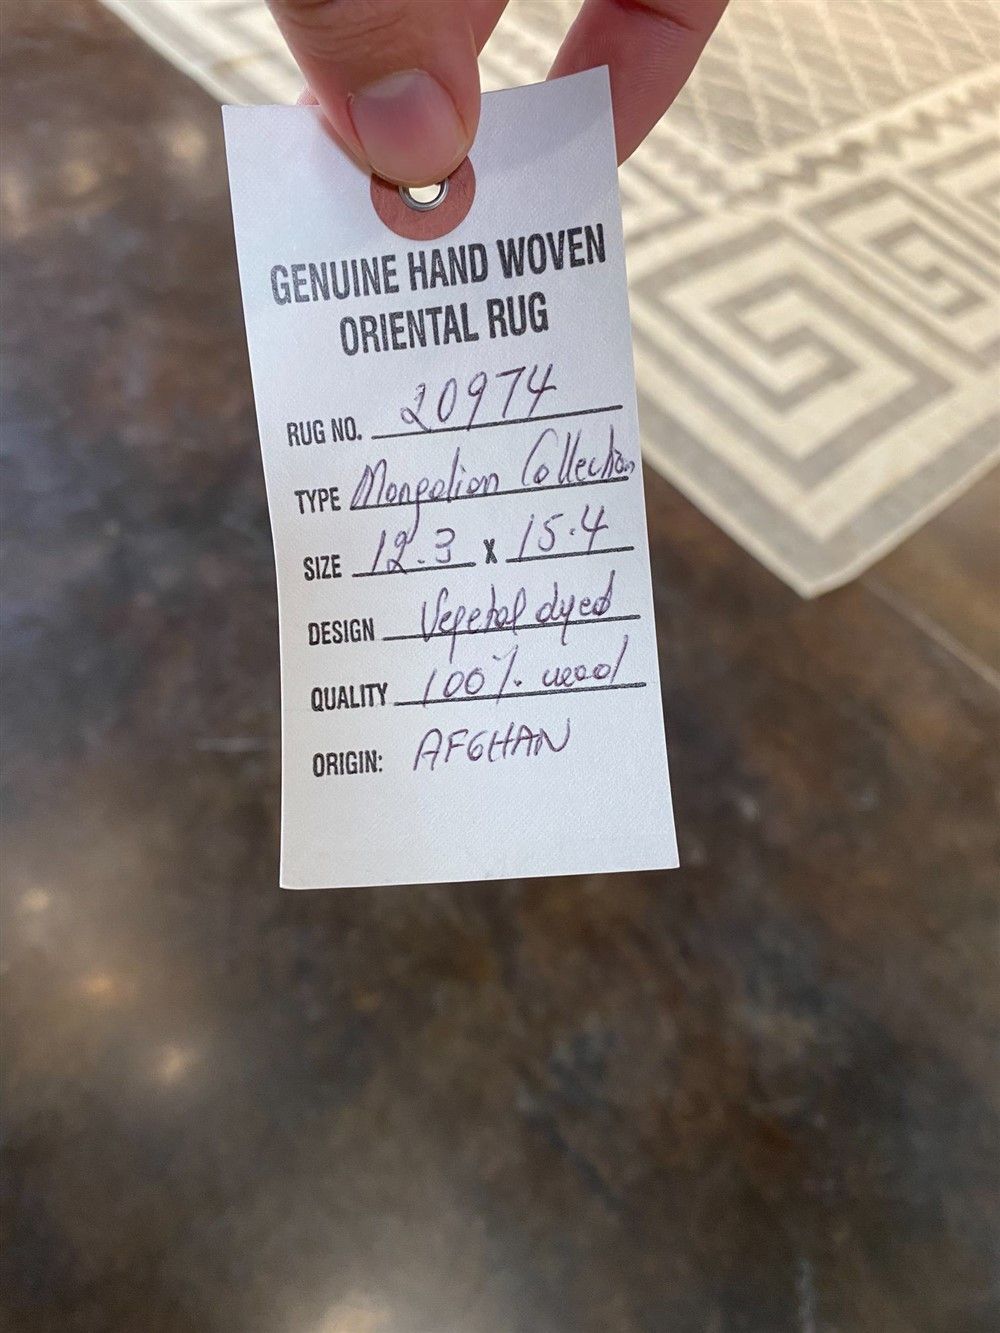 GENUINE HAND WOVEN
ORIENTAL RUG
RUG NO. 20974
TYPE Mongolian Collection
SIZE 12.3 X 15.4
DESIGN Vegetal dyed
QUALITY 100% wool
ORIGIN: AFGHAN